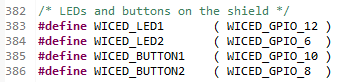 382 /* LEDs and buttons on the shield */
383 #define WICED_LED1       ( WICED_GPIO_12 )
384 #define WICED_LED2       ( WICED_GPIO_6  )
385 #define WICED_BUTTON1    ( WICED_GPIO_10 )
386 #define WICED_BUTTON2    ( WICED_GPIO_8  )